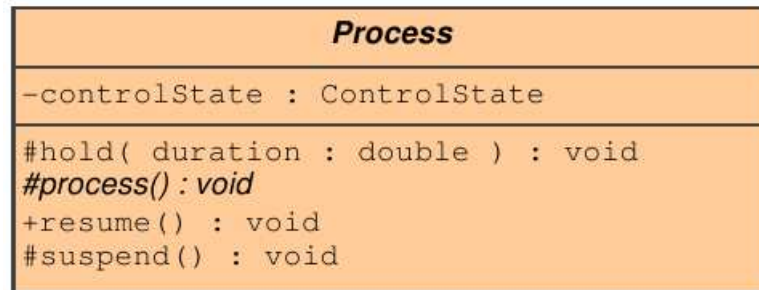 Process
-controlState : ControlState
#hold( duration : double ) : void
#process() : void
+resume() : void
#suspend() : void